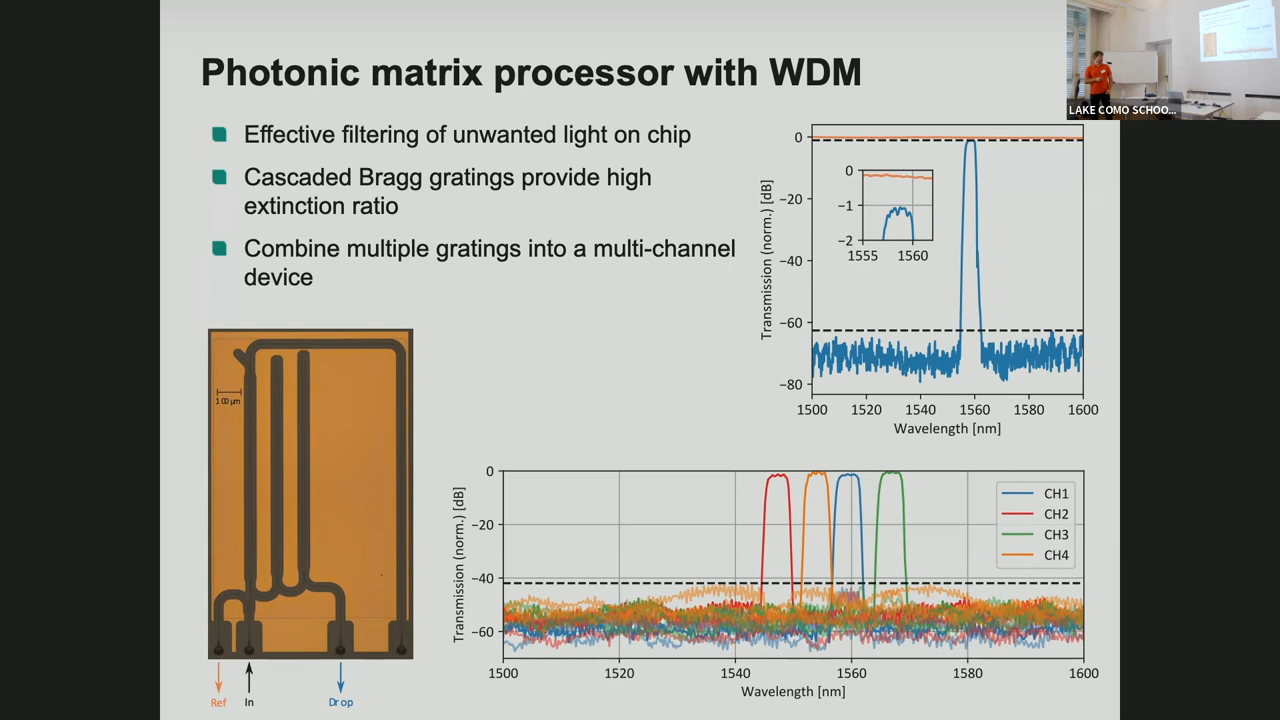 Photonic matrix processor with WDM
LAKE COMO SCHOO...
Effective filtering of unwanted light on chip
Cascaded Bragg gratings provide high
extinction ratio
Combine multiple gratings into a multi-channel
device
0
−20
−40
−60
−80
Transmission (norm.) [dB]
0
−1
−2
1555 1560
1500 1520 1540 1560 1580 1600
Wavelength [nm]
100 µm
Ref In Drop
0
−20
−40
−60
Transmission (norm.) [dB]
CH1
CH2
CH3
CH4
1500 1520 1540 1560 1580 1600
Wavelength [nm]